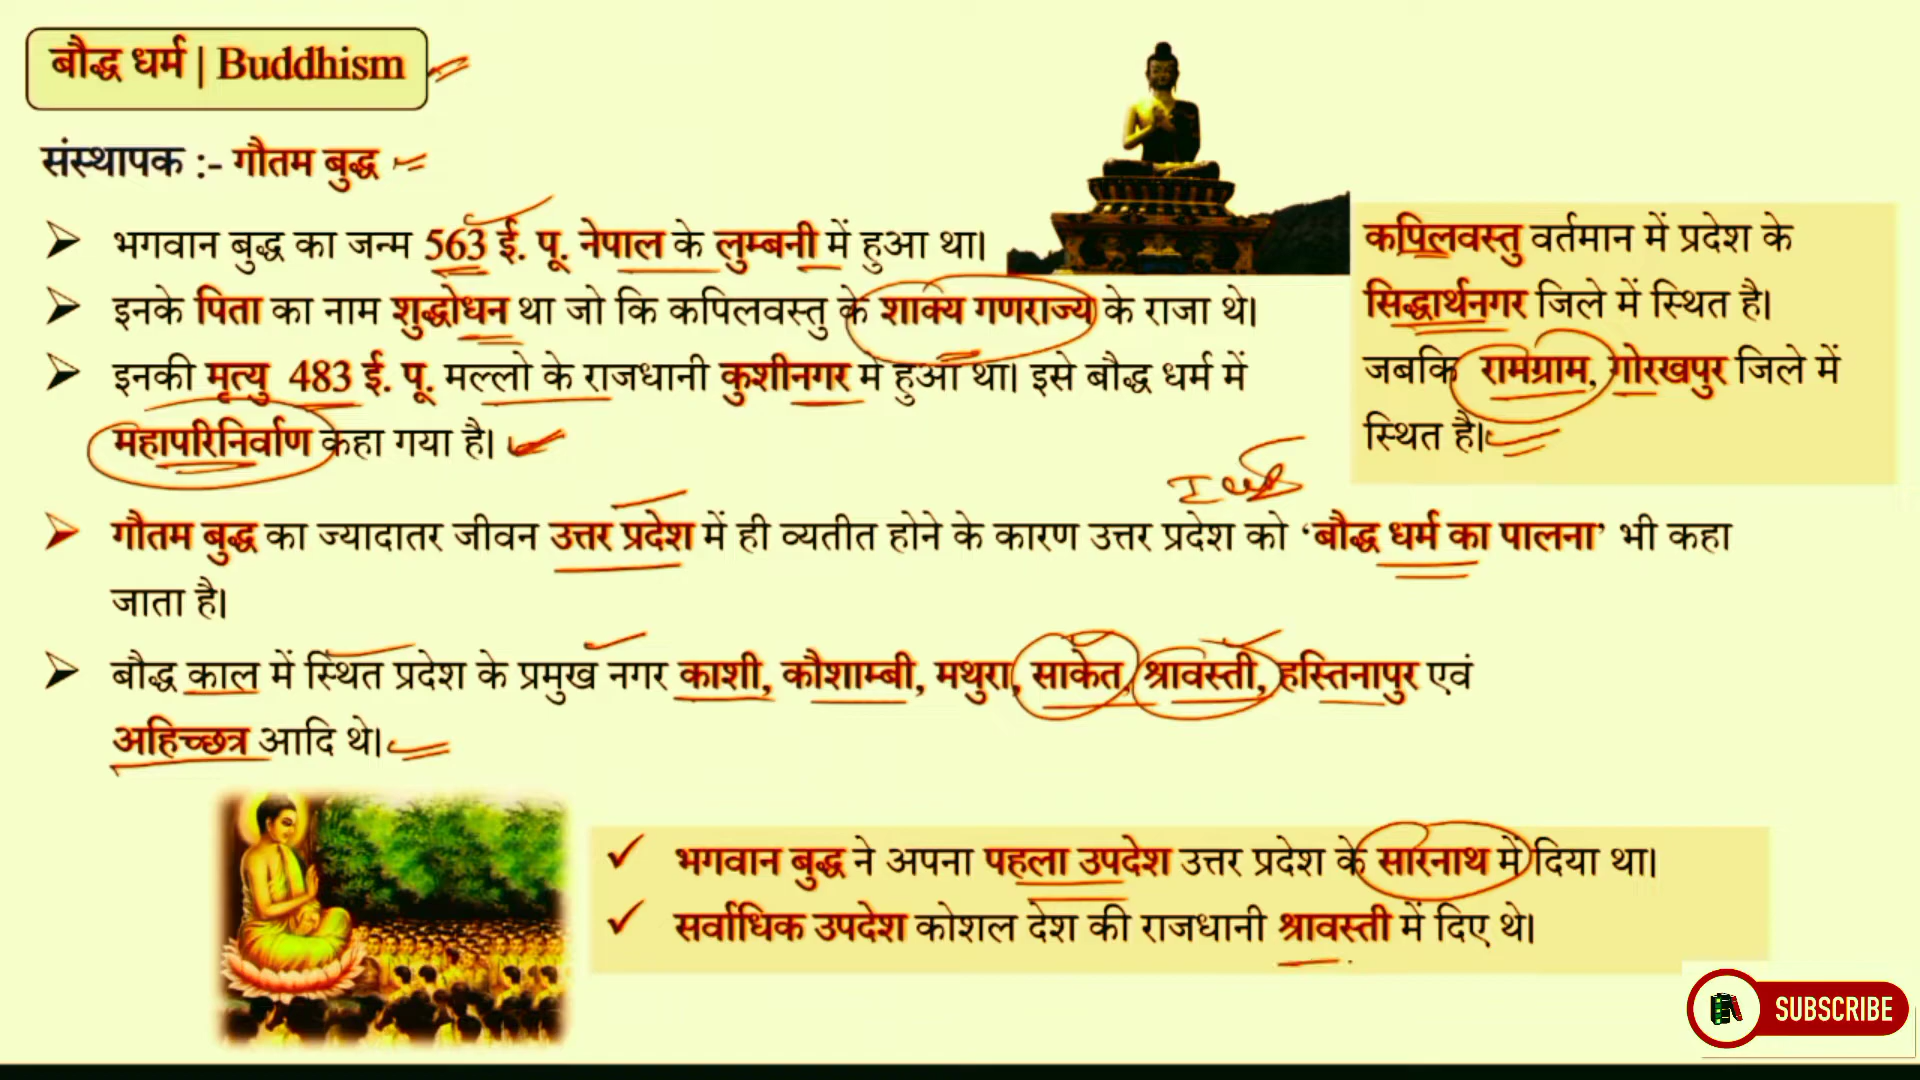 बौद्ध धर्म | Buddhism
संस्थापक :- गौतम बुद्ध
भगवान बुद्ध का जन्म 563 ई. पू. नेपाल के लुम्बनी में हुआ था।
इनके पिता का नाम शुद्धोधन था जो कि कपिलवस्तु के शाक्य गणराज्य के राजा थे।
इनकी मृत्यु 483 ई. पू. मल्लो के राजधानी कुशीनगर मे हुआ था। इसे बौद्ध धर्म में
महापरिनिर्वाण कहा गया है।
कपिलवस्तु वर्तमान में प्रदेश के
सिद्धार्थनगर जिले में स्थित है।
जबकि रामग्राम, गोरखपुर जिले में
स्थित है।
गौतम बुद्ध का ज्यादातर जीवन उत्तर प्रदेश में ही व्यतीत होने के कारण उत्तर प्रदेश को ‘बौद्ध धर्म का पालना’ भी कहा
जाता है।
बौद्ध काल में स्थित प्रदेश के प्रमुख नगर काशी, कौशाम्बी, मथुरा, साकेत, श्रावस्ती, हस्तिनापुर एवं
अहिच्छत्र आदि थे।
भगवान बुद्ध ने अपना पहला उपदेश उत्तर प्रदेश के सारनाथ में दिया था।
सर्वाधिक उपदेश कोशल देश की राजधानी श्रावस्ती में दिए थे।
SUBSCRIBE